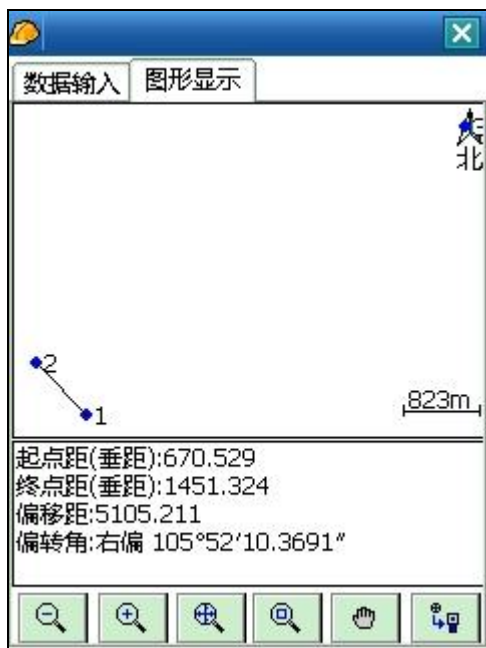 数据输入
图形显示
北
2
1
823m
起点距(垂距):670.529
终点距(垂距):1451.324
偏移距:5105.211
偏转角:右偏 105°52'10.3691"